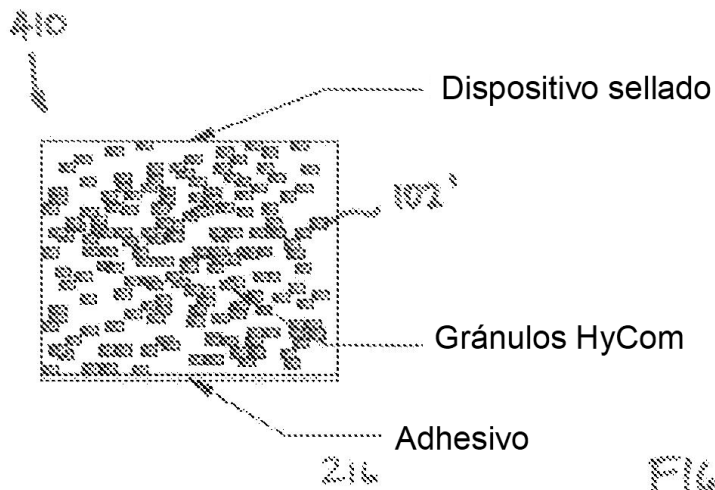 410
Dispositivo sellado
102'
Gránulos HyCom
Adhesivo
216
FIG